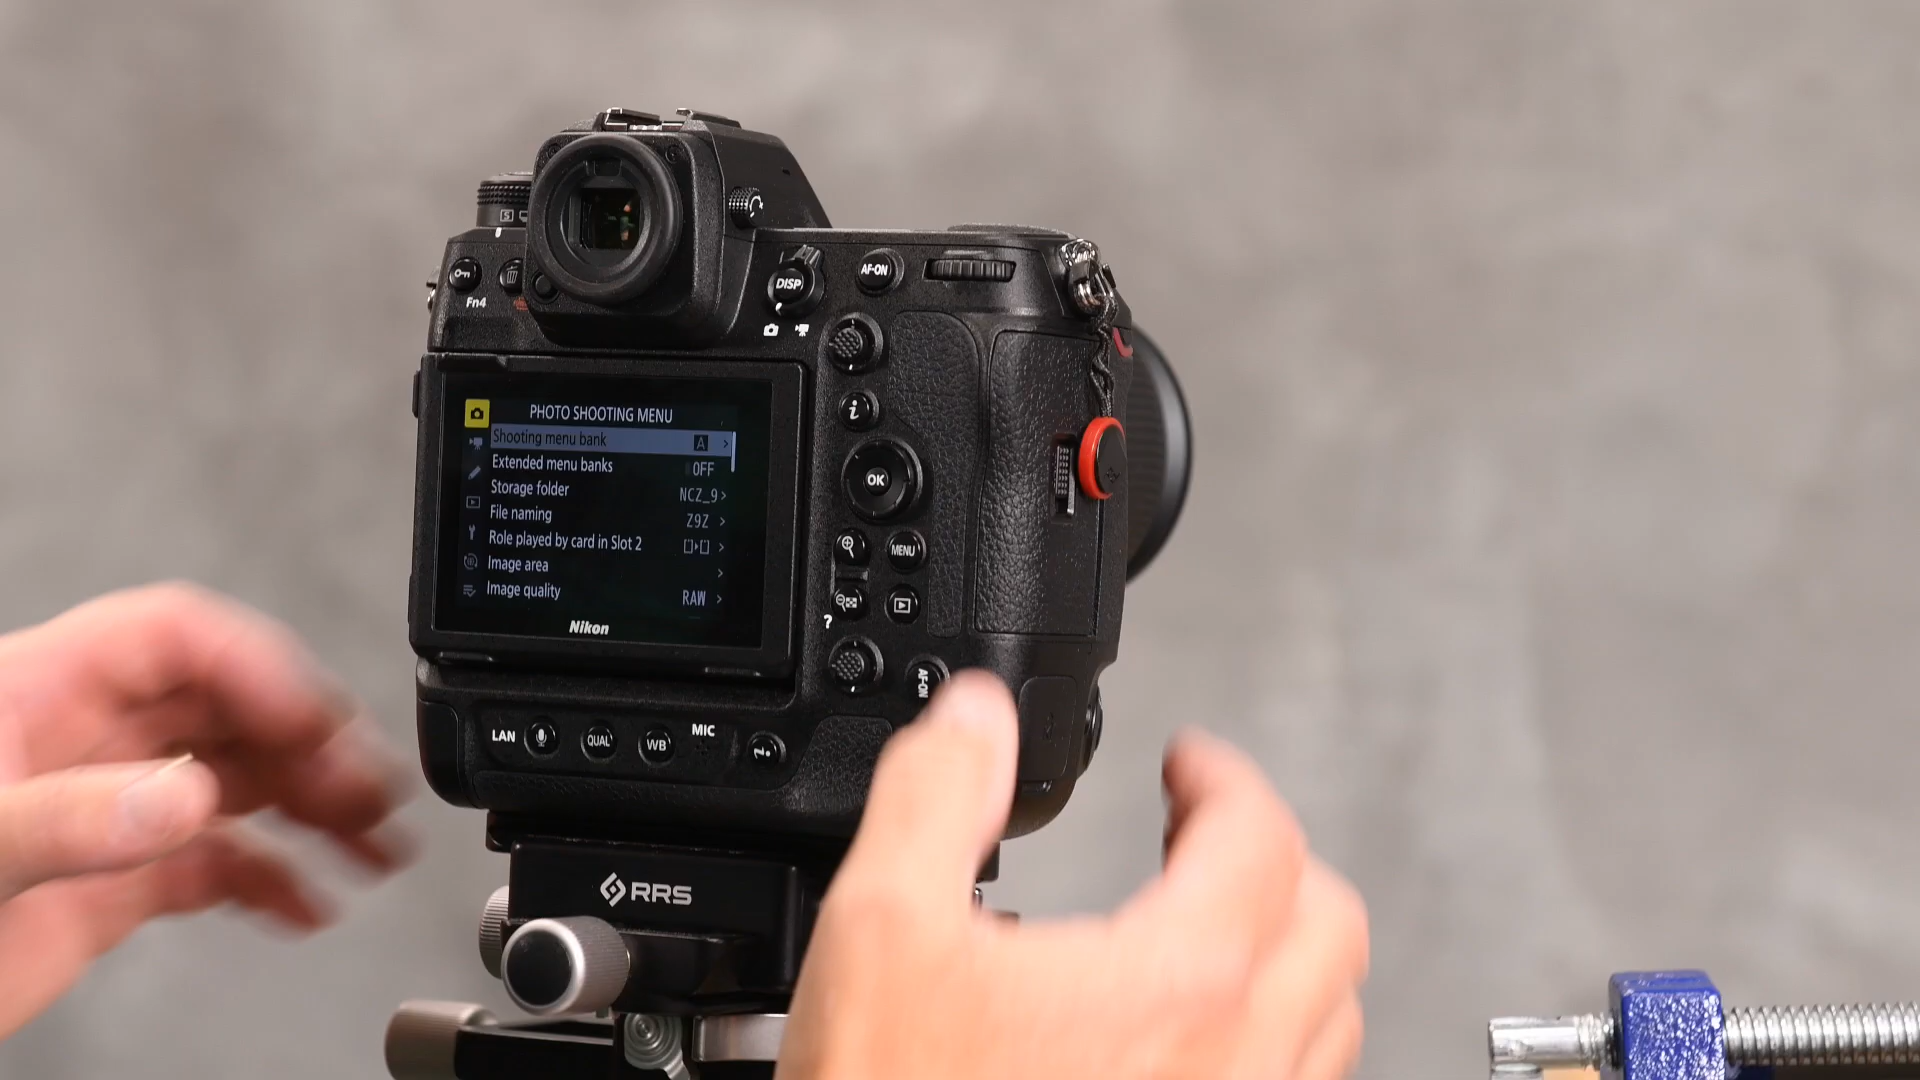 S
Fn4
DISP
AF-ON
i
PHOTO SHOOTING MENU
Shooting menu bank A
Extended menu banks OFF
Storage folder NCZ_9
File naming Z9Z
Role played by card in Slot 2
Image area
Image quality RAW
Nikon
OK
MENU
?
AF-ON
LAN
QUAL
WB
MIC
i
RRS